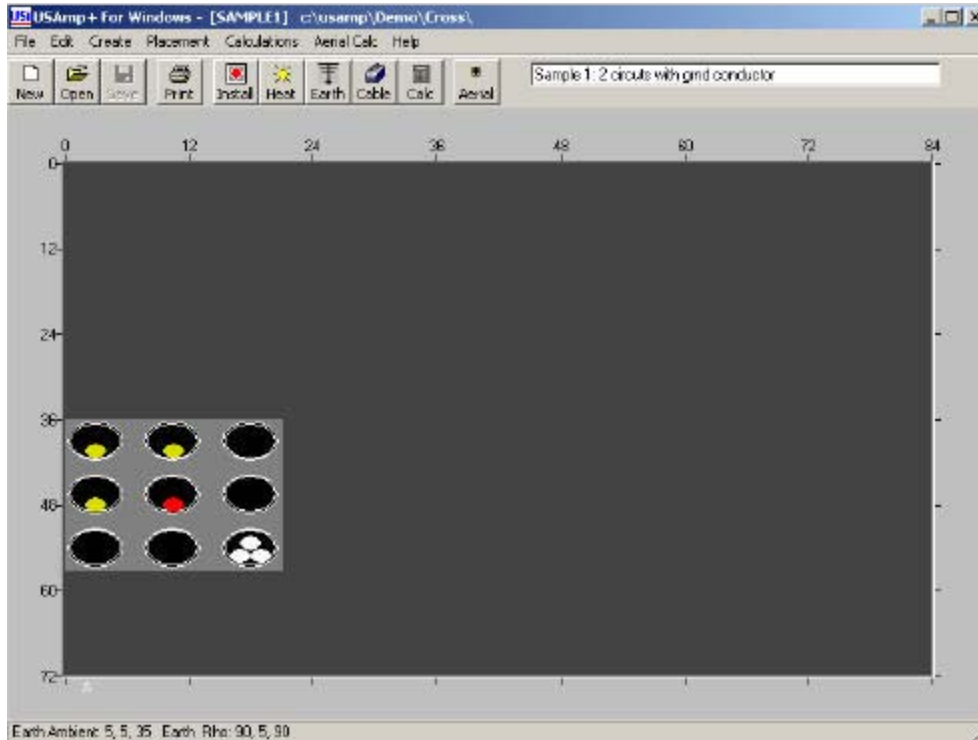 USi USAmp+ For Windows - [SAMPLE1] c:\usamp\Demo\Cross\
File Edit Create Placement Calculations Aerial Calc Help
New Open Save Print Install Heat Earth Cable Calc Aerial
Sample 1: 2 circuits with grnd conductor
0 12 24 36 48 60 72 84
0
12
24
36
48
60
72
Earth Ambient: 5, 5, 35 Earth Rho: 90, 5, 90